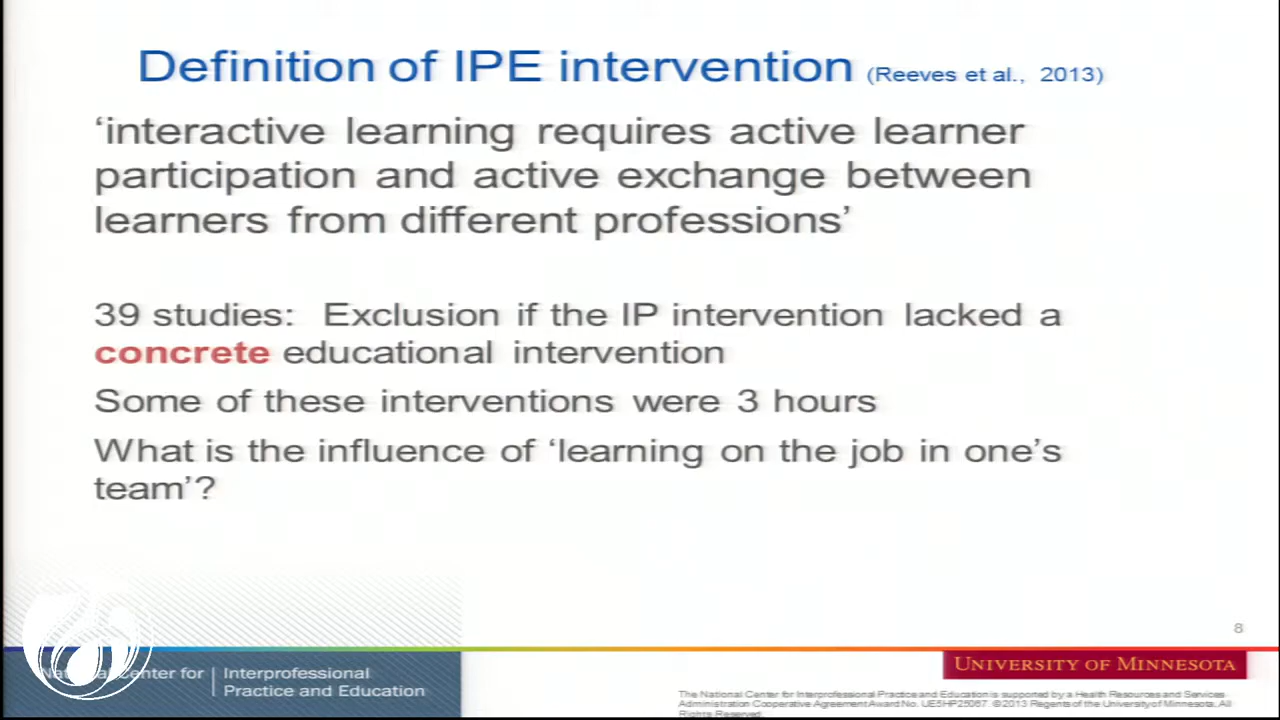 Definition of IPE intervention (Reeves et al., 2013)
‘interactive learning requires active learner
participation and active exchange between
learners from different professions’
39 studies: Exclusion if the IP intervention lacked a
concrete educational intervention
Some of these interventions were 3 hours
What is the influence of ‘learning on the job in one’s
team’?
8
National Center for
Interprofessional
Practice and Education
UNIVERSITY OF MINNESOTA
The National Center for Interprofessional Practice and Education is supported by a Health Resources and Services
Administration Cooperative Agreement Award No. UE5HP25067. ©2013 Regents of the University of Minnesota, All
Rights Reserved.